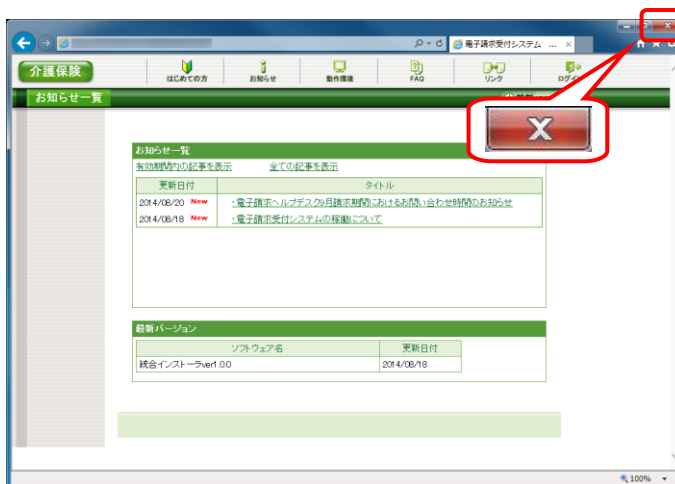 電子請求受付システム ...
介護保険
はじめての方
お知らせ
動作環境
FAQ
リンク
お知らせ一覧
お知らせ一覧
有効期間内の記事を表示 全ての記事を表示
更新日付 タイトル
2014/08/20 New ・電子請求ヘルプデスク9月請求期間におけるお問い合わせ時間のお知らせ
2014/08/18 New ・電子請求受付システムの稼働について
最新バージョン
ソフトウェア名 更新日付
統合インストーラver1.0.0 2014/08/18
100%